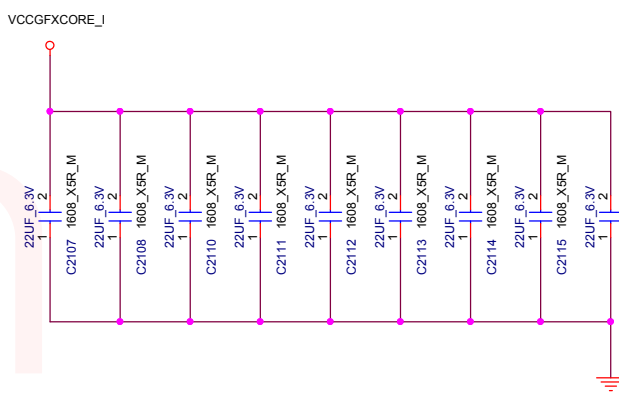 VCCGFXCORE_I
22UF_6.3V
1 2
C2107
1608_X5R_M
22UF_6.3V
1 2
C2108
1608_X5R_M
22UF_6.3V
1 2
C2110
1608_X5R_M
22UF_6.3V
1 2
C2111
1608_X5R_M
22UF_6.3V
1 2
C2112
1608_X5R_M
22UF_6.3V
1 2
C2113
1608_X5R_M
22UF_6.3V
1 2
C2114
1608_X5R_M
22UF_6.3V
1 2
C2115
1608_X5R_M
22UF_6.3V
1 2